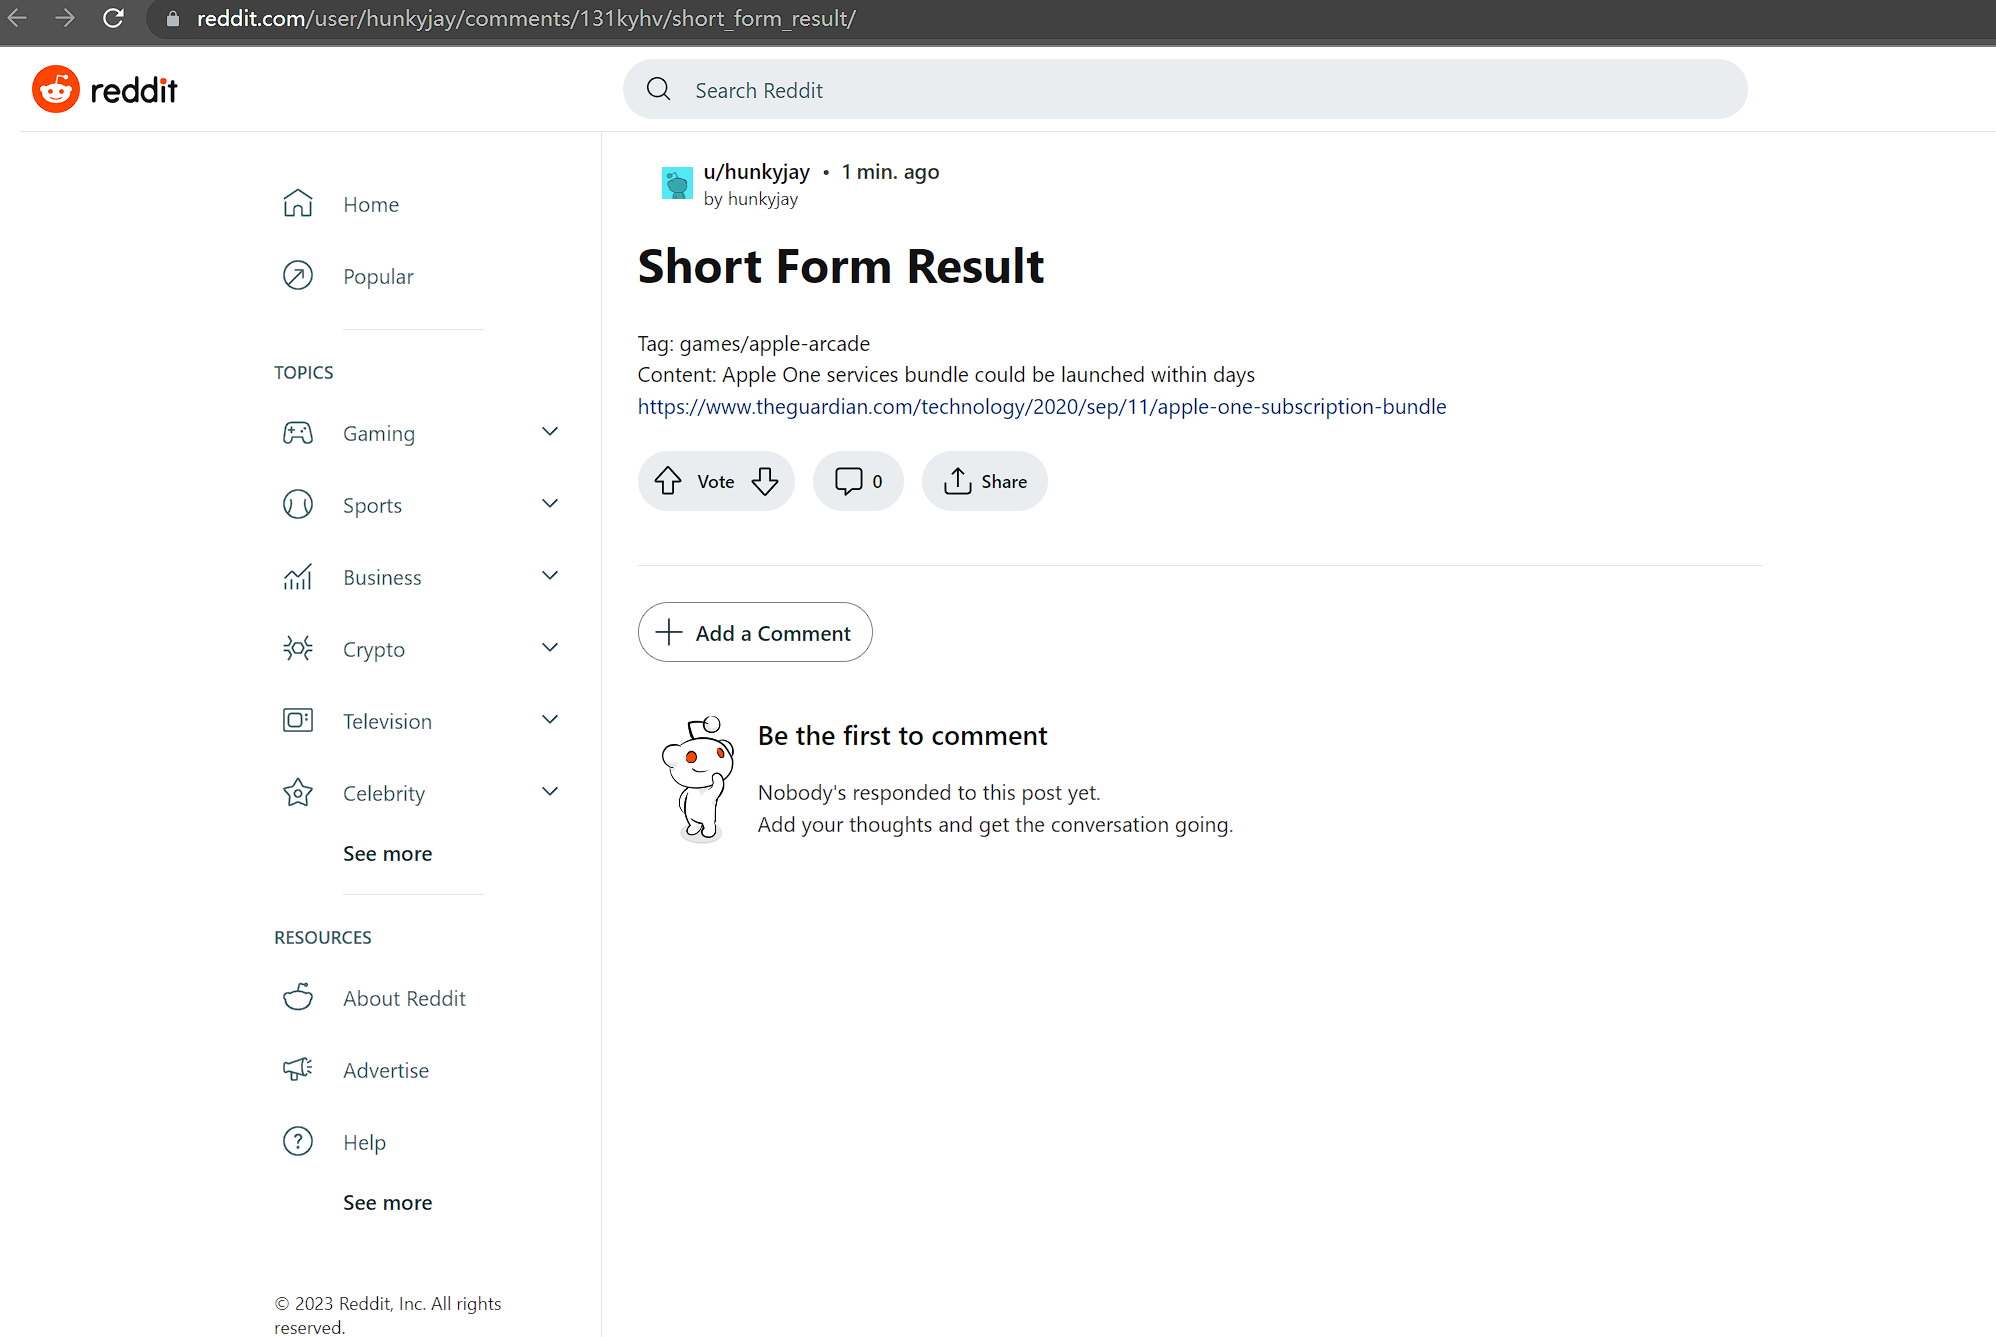 reddit.com/user/hunkyjay/comments/131kyhv/short_form_result/
reddit
Search Reddit
Home
Popular
TOPICS
Gaming
Sports
Business
Crypto
Television
Celebrity
See more
RESOURCES
About Reddit
Advertise
Help
See more
© 2023 Reddit, Inc. All rights
reserved.
u/hunkyjay • 1 min. ago
by hunkyjay
Short Form Result
Tag: games/apple-arcade
Content: Apple One services bundle could be launched within days
https://www.theguardian.com/technology/2020/sep/11/apple-one-subscription-bundle
Vote 0 Share
Add a Comment
Be the first to comment
Nobody's responded to this post yet.
Add your thoughts and get the conversation going.